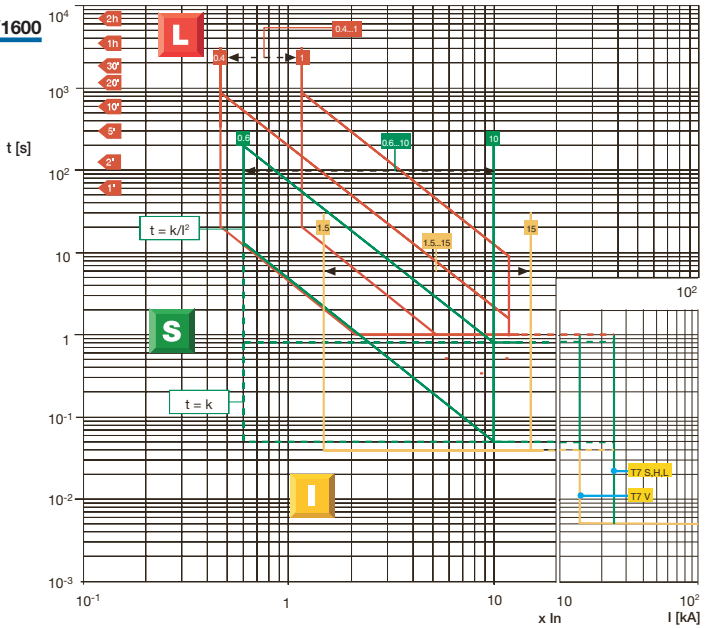 /1600
10⁴
10³
10²
10
1
10⁻¹
10⁻²
10⁻³
t [s]
2h
1h
30'
20'
10'
5'
2'
1'
L
0.4...1
0.4
1
0.6
0.6...10
10
1.5
1.5...15
15
t = k/I²
S
t = k
I
10²
T7 S,H,L
T7 V
10⁻¹
1
10
x In
10
10²
I [kA]